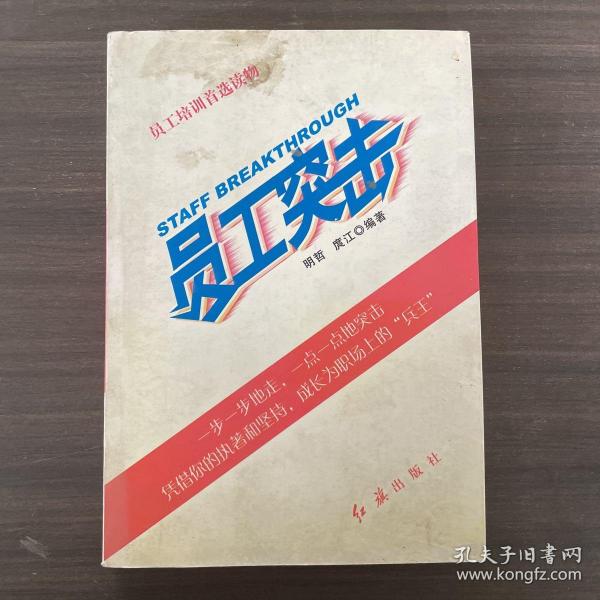 员工培训首选读物
STAFF BREAKTHROUGH
员工突击
明哲 庹江◎编著
一步一步地走，一点一点地突击
凭借你的执著和坚持，成长为职场上的“兵王”
红旗出版社
孔夫子旧书网
www.kongfz.com